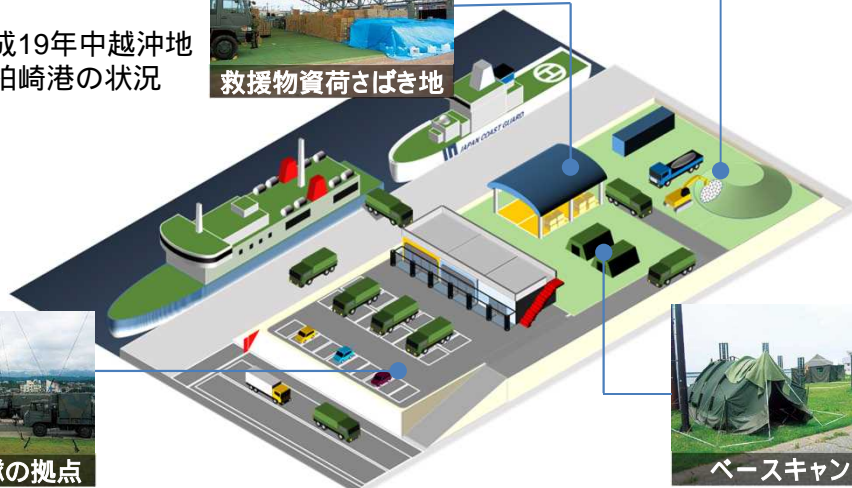 成19年中越沖地
柏崎港の状況
救援物資荷さばき地
JAPAN COAST GUARD
の拠点
ベースキャン